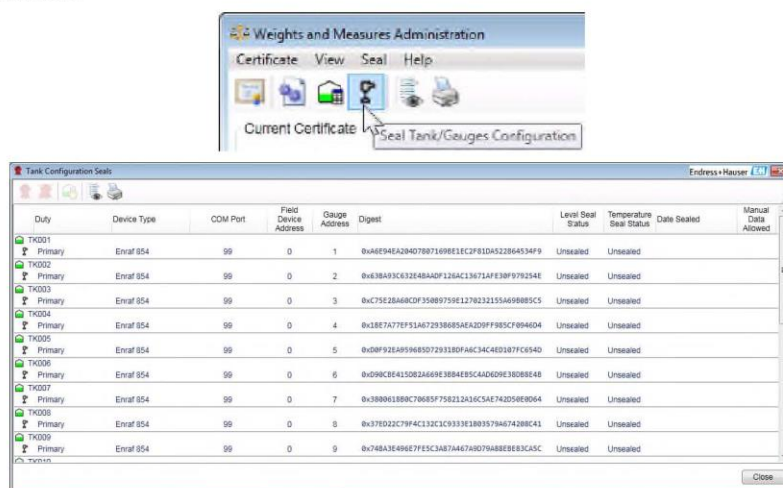 Weights and Measures Administration
Certificate View Seal Help
Current Certificate
Seal Tank/Gauges Configuration
Tank Configuration Seals
Endress+Hauser
Duty Device Type COM Port Field Device Address Gauge Address Digest Level Seal Status Temperature Seal Status Date Sealed Manual Data Allowed
TK001
Primary Enraf 854 99 0 1 Unsealed Unsealed
TK002
Primary Enraf 854 99 0 2 Unsealed Unsealed
TK003
Primary Enraf 854 99 0 3 Unsealed Unsealed
TK004
Primary Enraf 854 99 0 4 Unsealed Unsealed
TK005
Primary Enraf 854 99 0 5 Unsealed Unsealed
TK006
Primary Enraf 854 99 0 6 Unsealed Unsealed
TK007
Primary Enraf 854 99 0 7 Unsealed Unsealed
TK008
Primary Enraf 854 99 0 8 Unsealed Unsealed
TK009
Primary Enraf 854 99 0 9 Unsealed Unsealed
TK010
Close